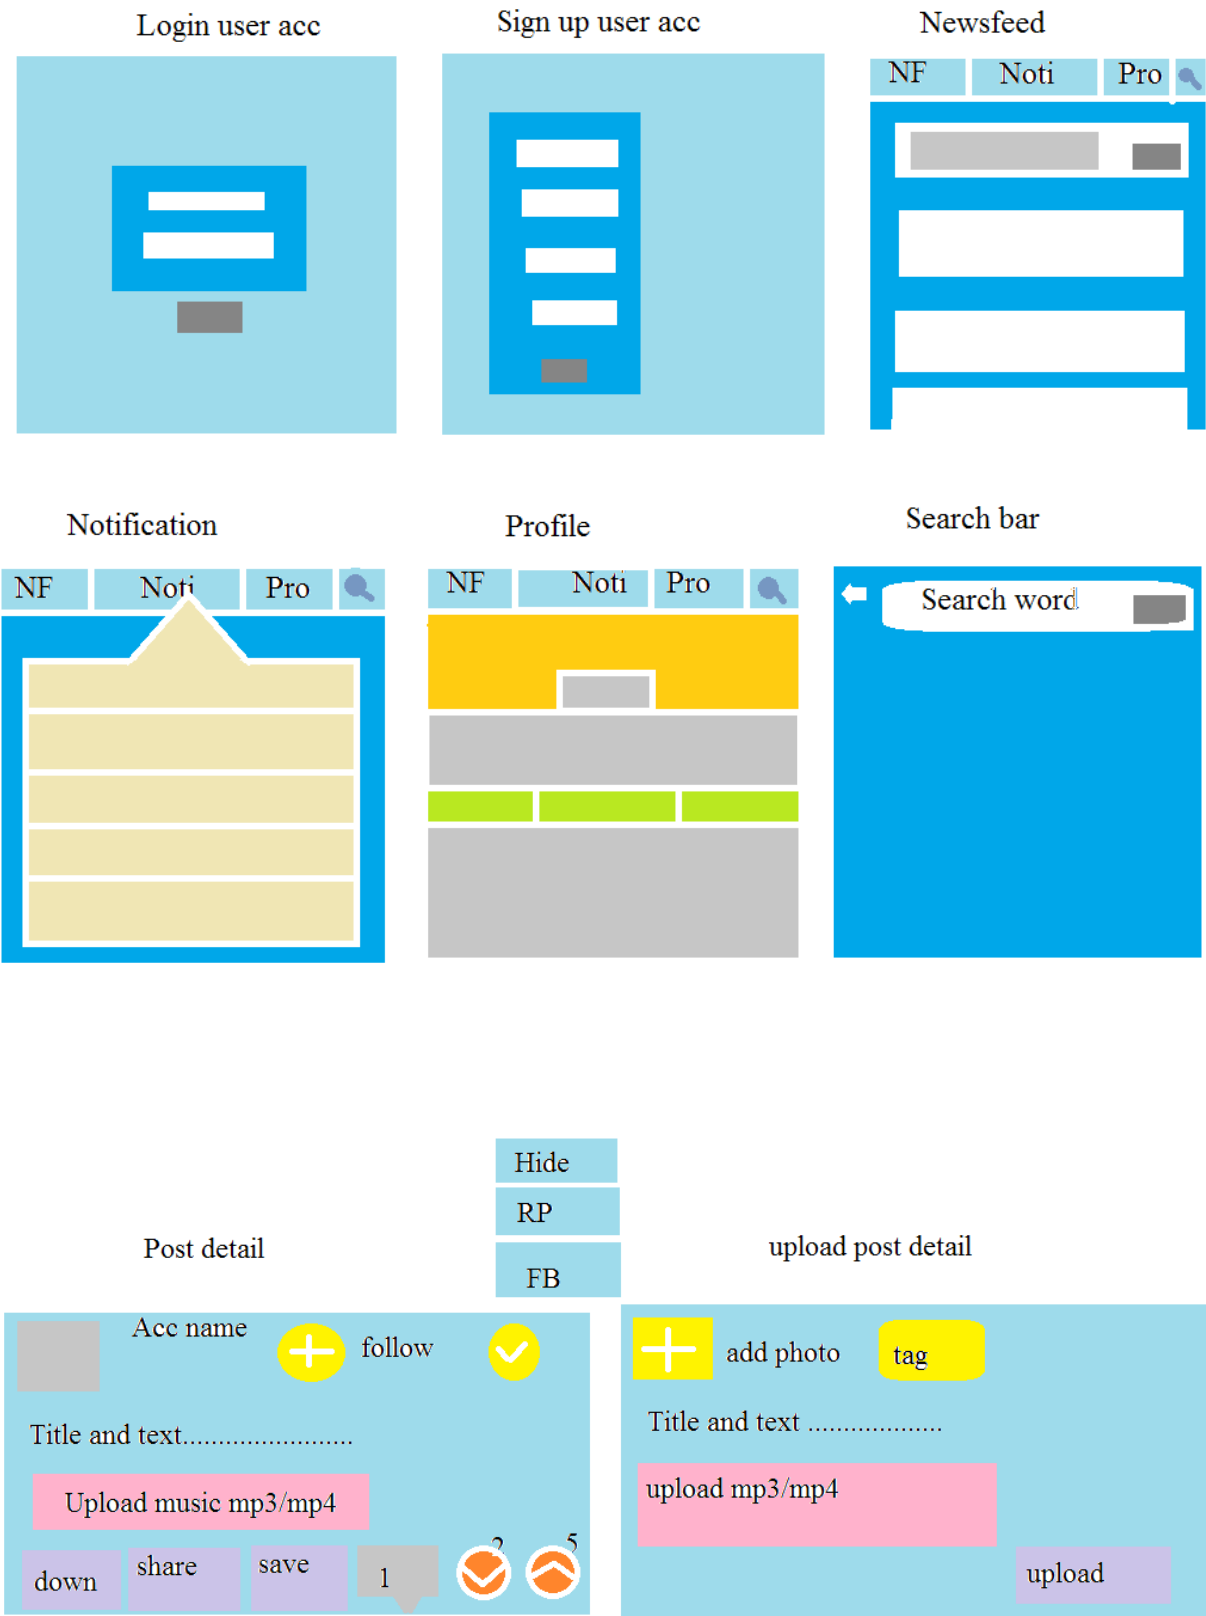 Login user acc
Sign up user acc
Newsfeed
NF
Noti
Pro
Notification
Profile
Search bar
NF
Noti
Pro
NF
Noti
Pro
Search word
Hide
RP
FB
Post detail
upload post detail
Acc name
follow
Title and text........................
Upload music mp3/mp4
down
share
save
1
2
5
add photo
tag
Title and text ...................
upload mp3/mp4
upload